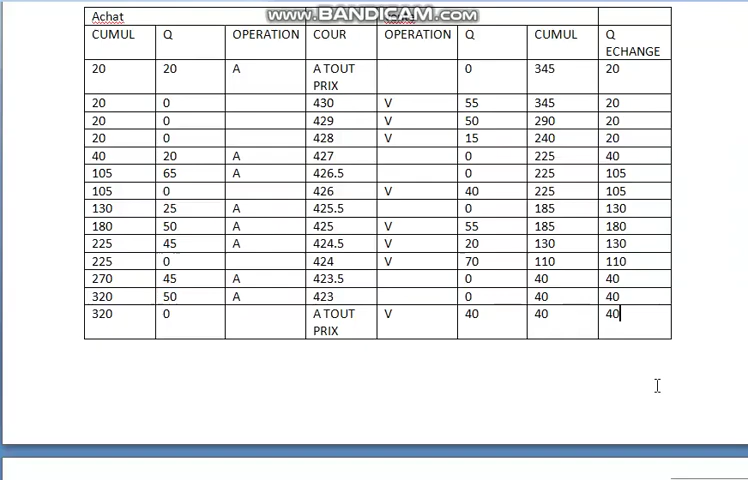 www.BANDICAM.com
Achat
CUMUL Q OPERATION COUR OPERATION Q CUMUL Q ECHANGE
20 20 A A TOUT PRIX 0 345 20
20 0 430 V 55 345 20
20 0 429 V 50 290 20
20 0 428 V 15 240 20
40 20 A 427 0 225 40
105 65 A 426.5 0 225 105
105 0 426 V 40 225 105
130 25 A 425.5 0 185 130
180 50 A 425 V 55 185 180
225 45 A 424.5 V 20 130 130
225 0 424 V 70 110 110
270 45 A 423.5 0 40 40
320 50 A 423 0 40 40
320 0 A TOUT PRIX V 40 40 40